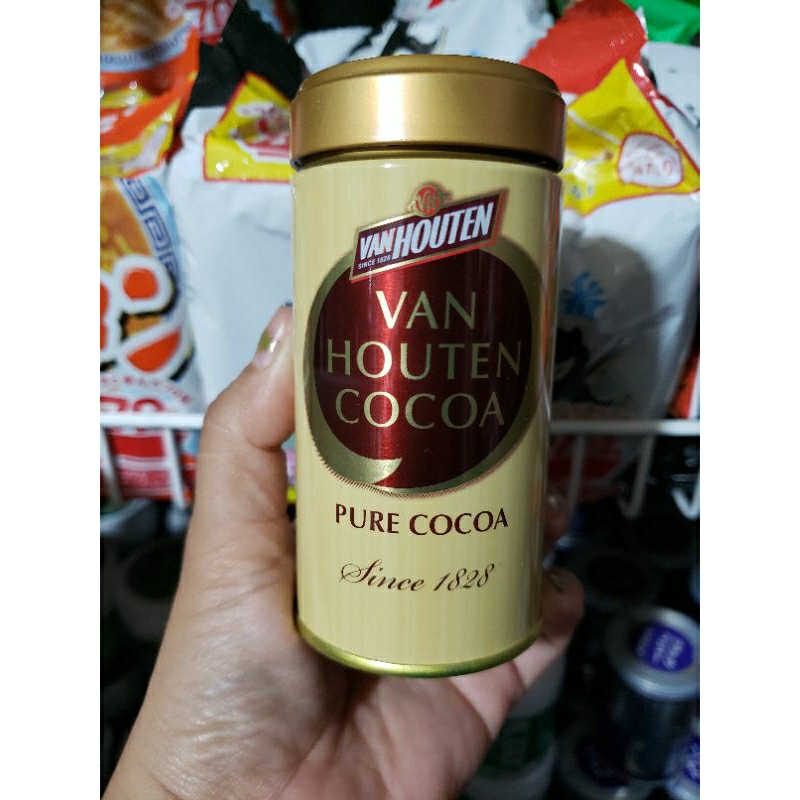 VAN HOUTEN
SINCE 1828
VAN
HOUTEN
COCOA
PURE COCOA
Since 1828